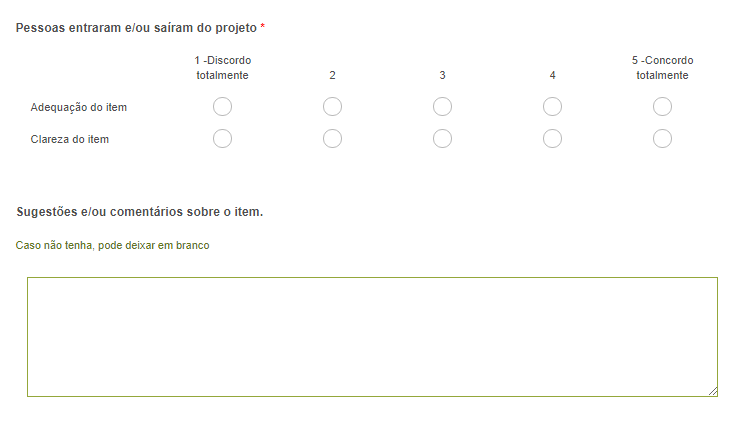 Pessoas entraram e/ou saíram do projeto *
1 -Discordo totalmente 2 3 4 5 -Concordo totalmente
Adequação do item
Clareza do item
Sugestões e/ou comentários sobre o item.
Caso não tenha, pode deixar em branco